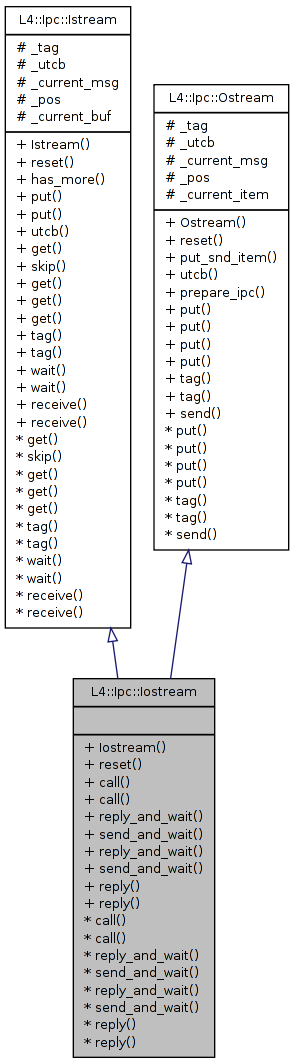 L4::Ipc::Istream
# _tag
# _utcb
# _current_msg
# _pos
# _current_buf
+ Istream()
+ reset()
+ has_more()
+ put()
+ put()
+ utcb()
+ get()
+ skip()
+ get()
+ get()
+ get()
+ tag()
+ tag()
+ wait()
+ wait()
+ receive()
+ receive()
* get()
* skip()
* get()
* get()
* get()
* tag()
* tag()
* wait()
* wait()
* receive()
* receive()
L4::Ipc::Ostream
# _tag
# _utcb
# _current_msg
# _pos
# _current_item
+ Ostream()
+ reset()
+ put_snd_item()
+ utcb()
+ prepare_ipc()
+ put()
+ put()
+ put()
+ put()
+ tag()
+ tag()
+ send()
* put()
* put()
* put()
* put()
* tag()
* tag()
* send()
L4::Ipc::Iostream
+ Iostream()
+ reset()
+ call()
+ call()
+ reply_and_wait()
+ send_and_wait()
+ reply_and_wait()
+ send_and_wait()
+ reply()
+ reply()
* call()
* call()
* reply_and_wait()
* send_and_wait()
* reply_and_wait()
* send_and_wait()
* reply()
* reply()